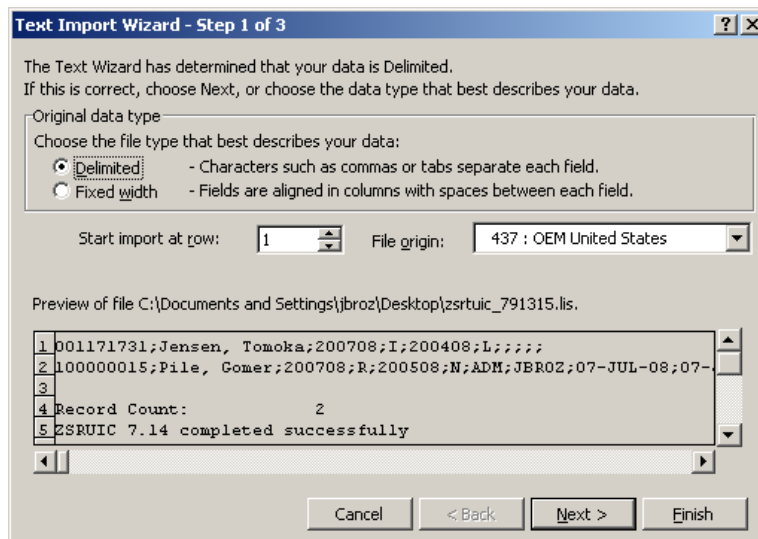 Text Import Wizard - Step 1 of 3
The Text Wizard has determined that your data is Delimited.
If this is correct, choose Next, or choose the data type that best describes your data.
Original data type
Choose the file type that best describes your data:
Delimited - Characters such as commas or tabs separate each field.
Fixed width - Fields are aligned in columns with spaces between each field.
Start import at row: 1 File origin: 437 : OEM United States
Preview of file C:\Documents and Settings\jbroz\Desktop\zsrtuic_791315.lis.
1 001171731;Jensen, Tomoka;200708;I;200408;L;;;;;
2 100000015;Pile, Gomer;200708;R;200508;N;ADM;JBROZ;07-JUL-08;07-
3
4 Record Count: 2
5 ZSRUIC 7.14 completed successfully
Cancel < Back Next > Finish